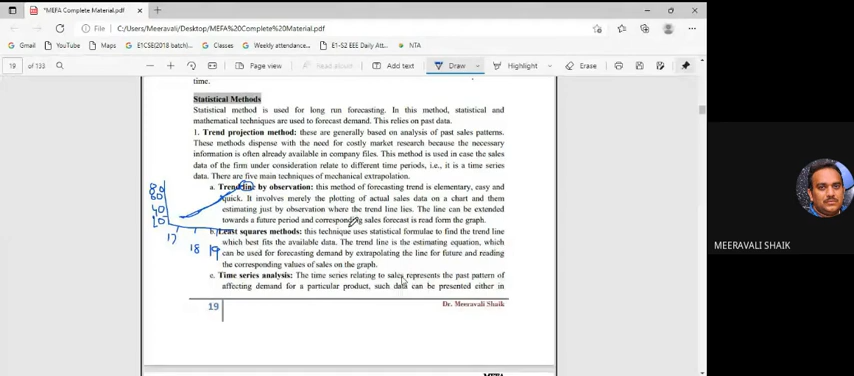 *MEFA Complete Material.pdf
File
C:/Users/Meeravali/Desktop/MEFA%20Complete%20Material.pdf
Gmail YouTube Maps E1CSE(2018 batch)... Classes Weekly attendance... E1-S2 EEE Daily Att... NTA
19 of 133 Page view Read aloud Add text Draw Highlight Erase
time.
Statistical Methods
Statistical method is used for long run forecasting. In this method, statistical and
mathematical techniques are used to forecast demand. This relies on past data.
1. Trend projection method: these are generally based on analysis of past sales patterns.
These methods dispense with the need for costly market research because the necessary
information is often already available in company files. This method is used in case the sales
data of the firm under consideration relate to different time periods, i.e., it is a time series
data. There are five main techniques of mechanical extrapolation.
a. Trend line by observation: this method of forecasting trend is elementary, easy and
quick. It involves merely the plotting of actual sales data on a chart and them
estimating just by observation where the trend line lies. The line can be extended
towards a future period and corresponding sales forecast is read form the graph.
b. Least squares methods: this technique uses statistical formulae to find the trend line
which best fits the available data. The trend line is the estimating equation, which
can be used for forecasting demand by extrapolating the line for future and reading
the corresponding values of sales on the graph.
c. Time series analysis: The time series relating to sales represents the past pattern of
affecting demand for a particular product, such data can be presented either in
80
60
40
20
17 18 19
19
Dr. Meeravali Shaik
MEFA
MEERAVALI SHAIK